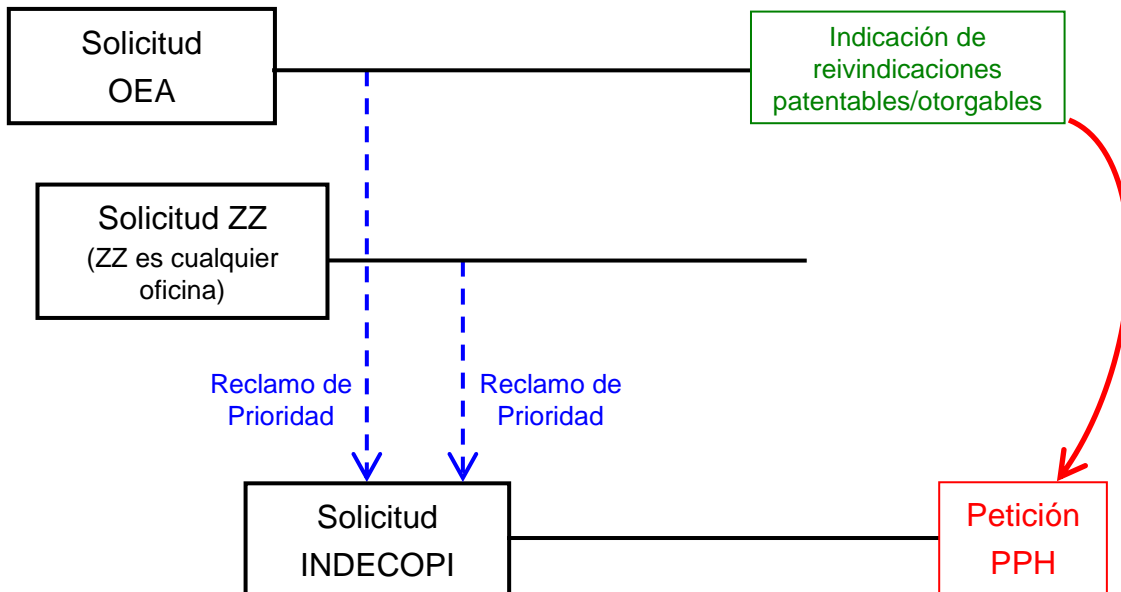 Solicitud
OEA
Indicación de
reivindicaciones
patentables/otorgables
Solicitud ZZ
(ZZ es cualquier
oficina)
Reclamo de
Prioridad
Reclamo de
Prioridad
Solicitud
INDECOPI
Petición
PPH